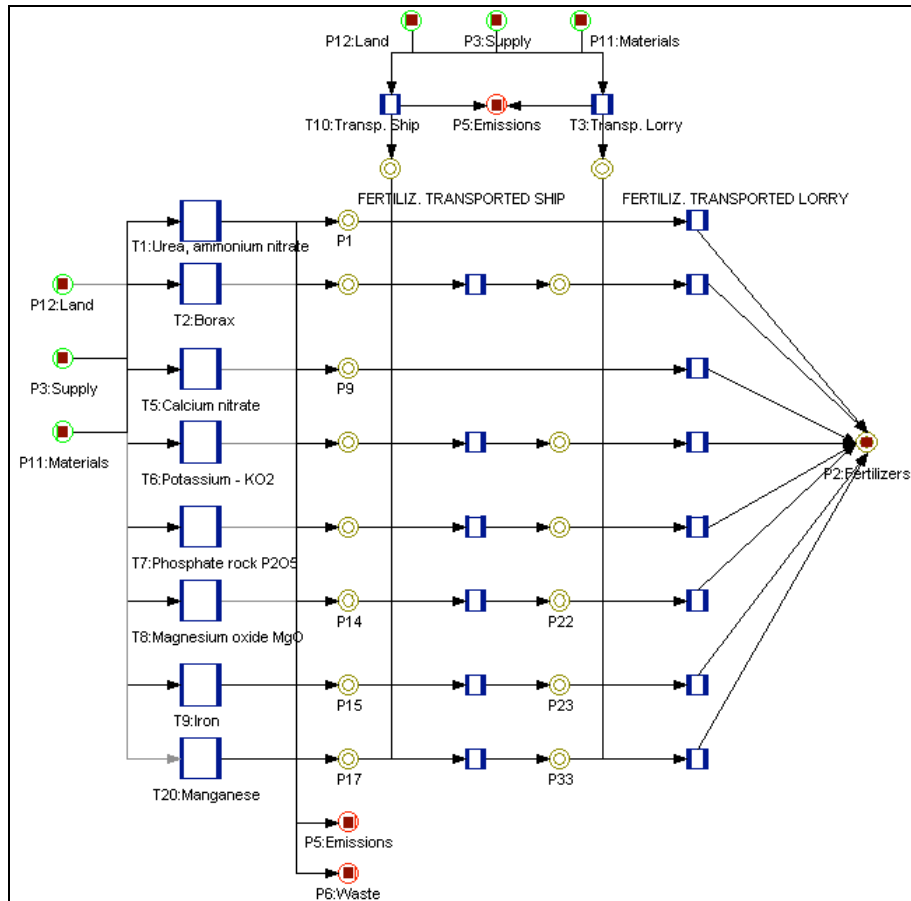 P12:Land
P3:Supply
P11:Materials
T10:Transp. Ship
P5:Emissions
T3:Transp. Lorry
FERTILIZ. TRANSPORTED SHIP
FERTILIZ. TRANSPORTED LORRY
T1:Urea, ammonium nitrate
P1
P12:Land
T2:Borax
P3:Supply
T5:Calcium nitrate
P9
P11:Materials
T6:Potassium - KO2
P2:Fertilizers
T7:Phosphate rock P2O5
T8:Magnesium oxide MgO
P14
P22
T9:Iron
P15
P23
T20:Manganese
P17
P33
P5:Emissions
P6:Waste